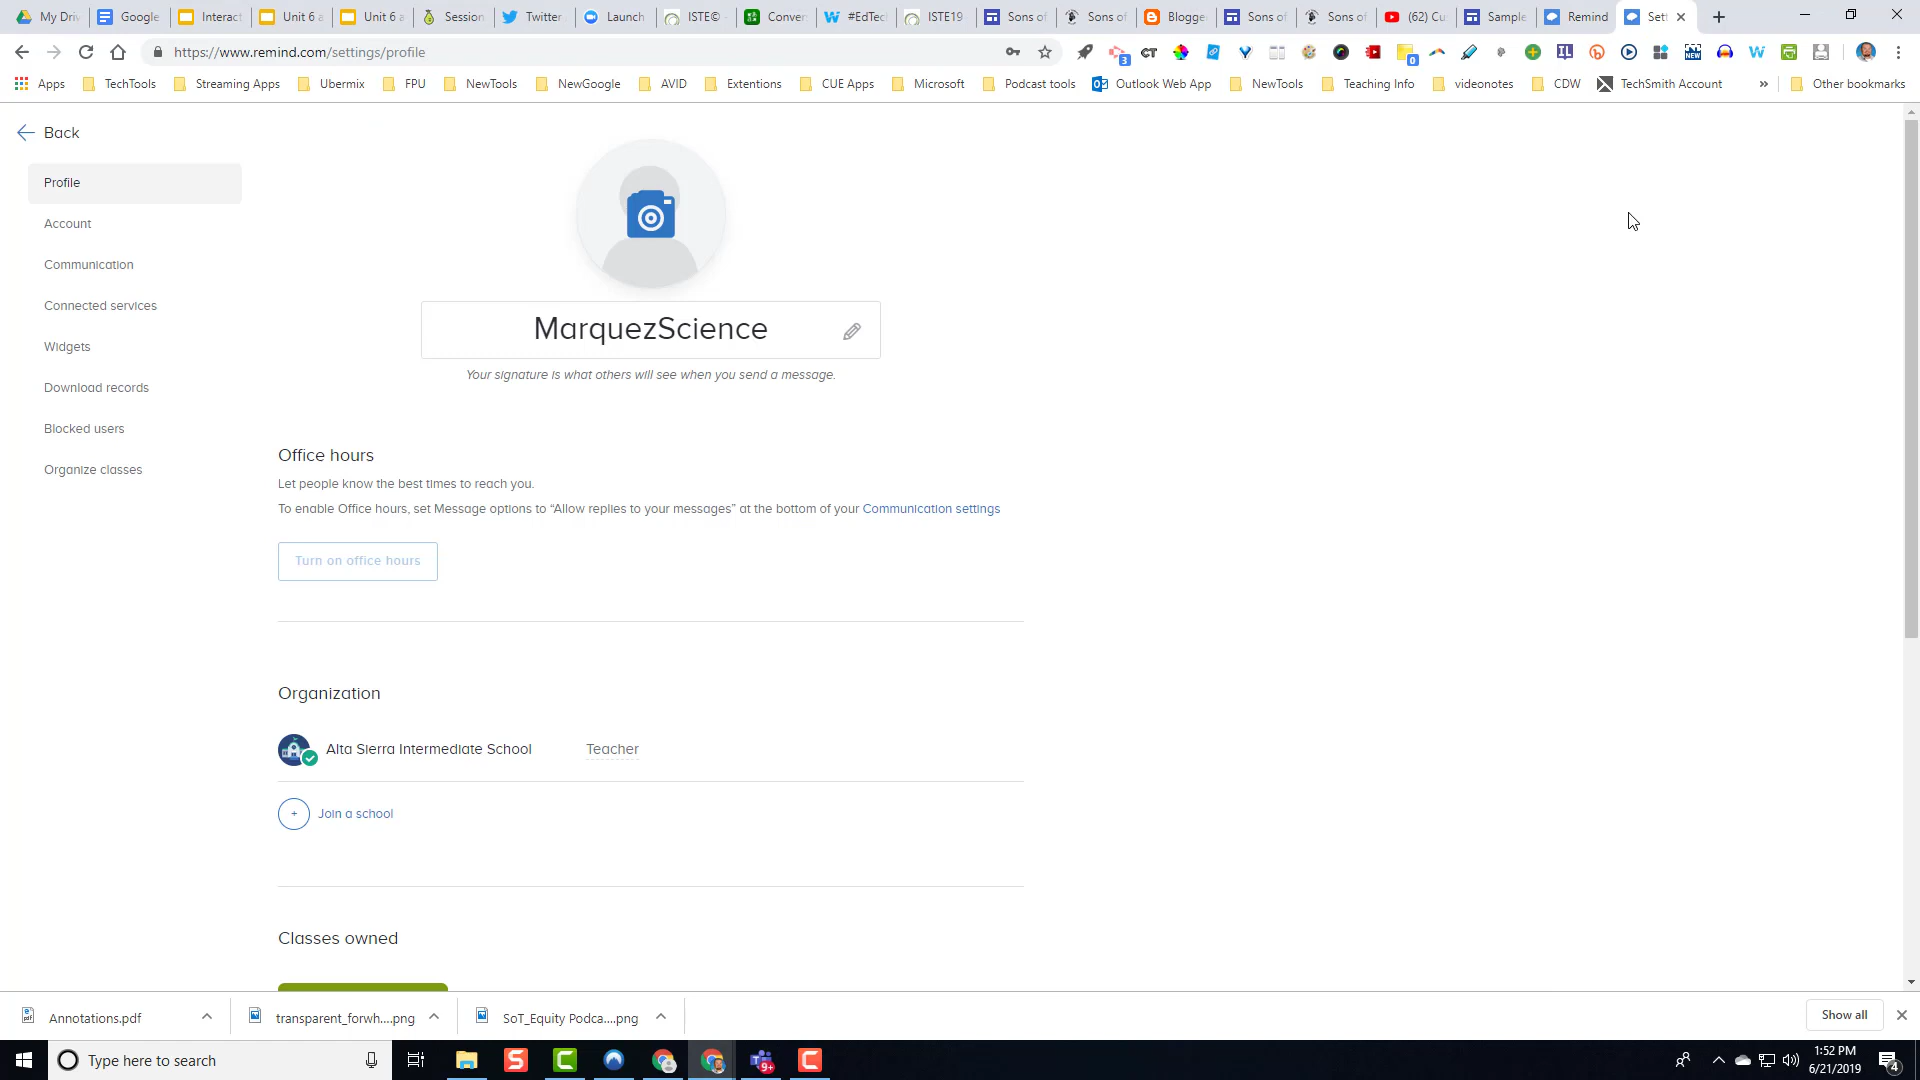 My Driv
Google
Interact
Unit 6 a
Unit 6 a
Session
Twitter
Launch
ISTE© -
Conver
#EdTec
ISTE19
Sons of
Sons of
Blogge
Sons of
Sons of
(62) Cu
Sample
Remind
Sett
https://www.remind.com/settings/profile
3
CT
0
IL
NEW
Apps
TechTools
Streaming Apps
Ubermix
FPU
NewTools
NewGoogle
AVID
Extentions
CUE Apps
Microsoft
Podcast tools
Outlook Web App
NewTools
Teaching Info
videonotes
CDW
TechSmith Account
»
Other bookmarks
Back
Profile
Account
Communication
Connected services
Widgets
Download records
Blocked users
Organize classes
MarquezScience
Your signature is what others will see when you send a message.
Office hours
Let people know the best times to reach you.
To enable Office hours, set Message options to “Allow replies to your messages” at the bottom of your Communication settings
Turn on office hours
Organization
Alta Sierra Intermediate School
Teacher
+ Join a school
Classes owned
Annotations.pdf
transparent_forwh....png
SoT_Equity Podca....png
Show all
Type here to search
9+
1:52 PM
6/21/2019
4